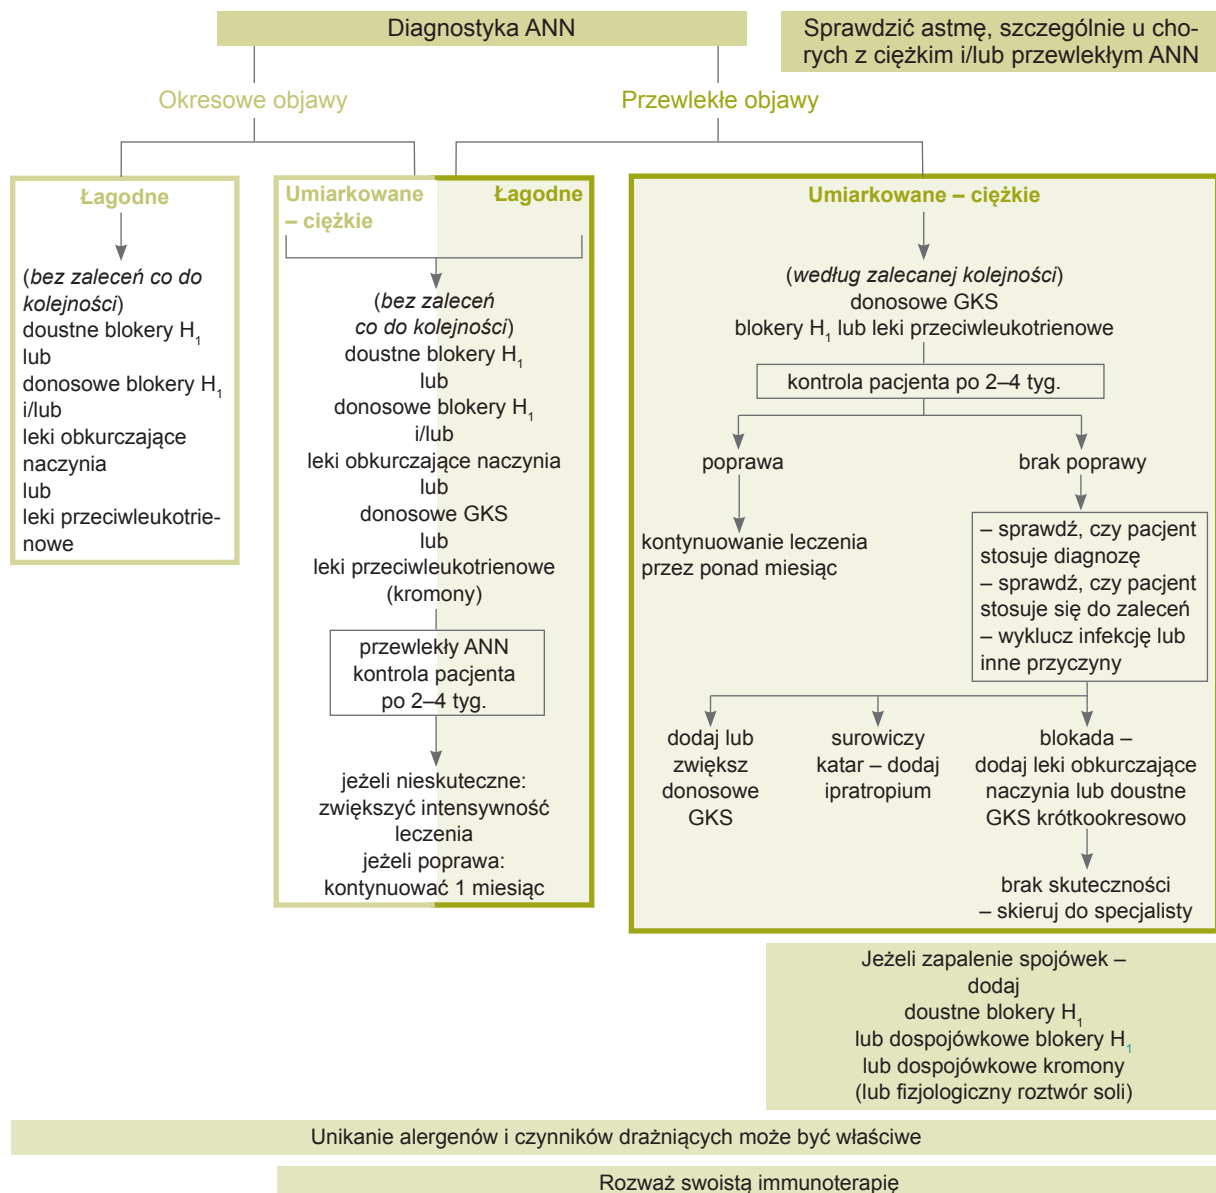 Diagnostyka ANN
Sprawdzić astmę, szczególnie u cho-
rych z ciężkim i/lub przewlekłym ANN
Okresowe objawy
Przewlekłe objawy
Łagodne
(bez zaleceń co do
kolejności)
doustne blokery H₁
lub
donosowe blokery H₁
i/lub
leki obkurczające
naczynia
lub
leki przeciwleukotrie-
nowe
Umiarkowane
– ciężkie
Łagodne
(bez zaleceń
co do kolejności)
doustne blokery H₁
lub
donosowe blokery H₁
i/lub
leki obkurczające naczynia
lub
donosowe GKS
lub
leki przeciwleukotrienowe
(kromony)
przewlekły ANN
kontrola pacjenta
po 2–4 tyg.
jeżeli nieskuteczne:
zwiększyć intensywność
leczenia
jeżeli poprawa:
kontynuować 1 miesiąc
Umiarkowane – ciężkie
(według zalecanej kolejności)
donosowe GKS
blokery H₁ lub leki przeciwleukotrienowe
kontrola pacjenta po 2–4 tyg.
poprawa
kontynuowanie leczenia
przez ponad miesiąc
brak poprawy
– sprawdź, czy pacjent
stosuje diagnozę
– sprawdź, czy pacjent
stosuje się do zaleceń
– wyklucz infekcję lub
inne przyczyny
dodaj lub
zwiększ
donosowe
GKS
surowiczy
katar – dodaj
ipratropium
blokada –
dodaj leki obkurczające
naczynia lub doustne
GKS krótkookresowo
brak skuteczności
– skieruj do specjalisty
Jeżeli zapalenie spojówek –
dodaj
doustne blokery H₁
lub dospojówkowe blokery H₁
lub dospojówkowe kromony
(lub fizjologiczny roztwór soli)
Unikanie alergenów i czynników drażniących może być właściwe
Rozważ swoistą immunoterapię